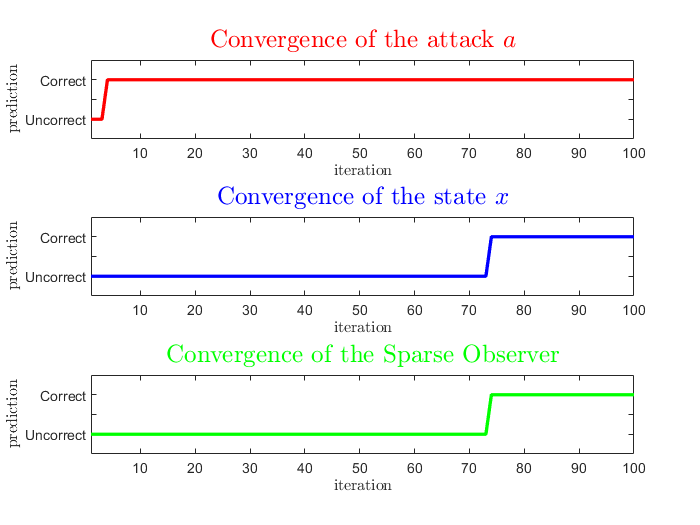 Convergence of the attack a
prediction
Correct
Uncorrect
10 20 30 40 50 60 70 80 90 100
iteration
Convergence of the state x
prediction
Correct
Uncorrect
10 20 30 40 50 60 70 80 90 100
iteration
Convergence of the Sparse Observer
prediction
Correct
Uncorrect
10 20 30 40 50 60 70 80 90 100
iteration